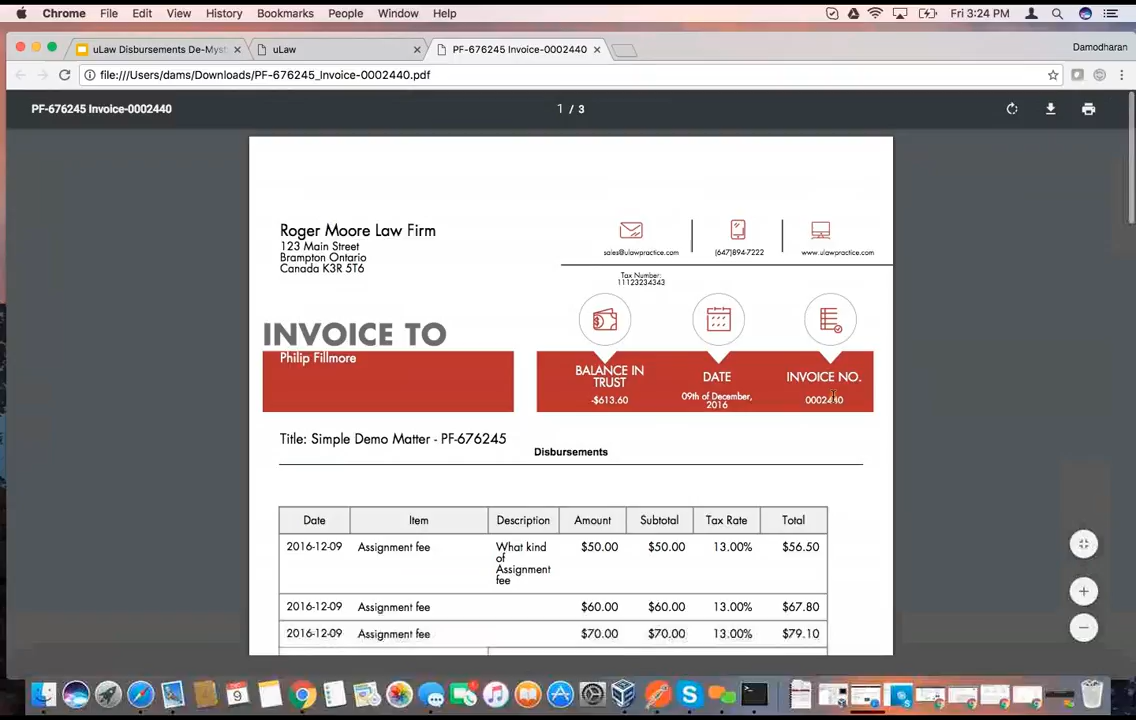 Chrome File Edit View History Bookmarks People Window Help Fri 3:24 PM
uLaw Disbursements De-Myst uLaw PF-676245 Invoice-0002440 Damodharan
file:///Users/dams/Downloads/PF-676245_Invoice-0002440.pdf
PF-676245 Invoice-0002440 1 / 3
Roger Moore Law Firm
123 Main Street
Brampton Ontario
Canada K3R 5T6
sales@ulawpractice.com (647)894-7222 www.ulawpractice.com
Tax Number:
11123234343
INVOICE TO
Philip Fillmore
BALANCE IN TRUST
-$613.60
DATE
09th of December,
2016
INVOICE NO.
0002440
Title: Simple Demo Matter - PF-676245
Disbursements
Date Item Description Amount Subtotal Tax Rate Total
2016-12-09 Assignment fee What kind $50.00 $50.00 13.00% $56.50
of
Assignment
fee
2016-12-09 Assignment fee $60.00 $60.00 13.00% $67.80
2016-12-09 Assignment fee $70.00 $70.00 13.00% $79.10
9